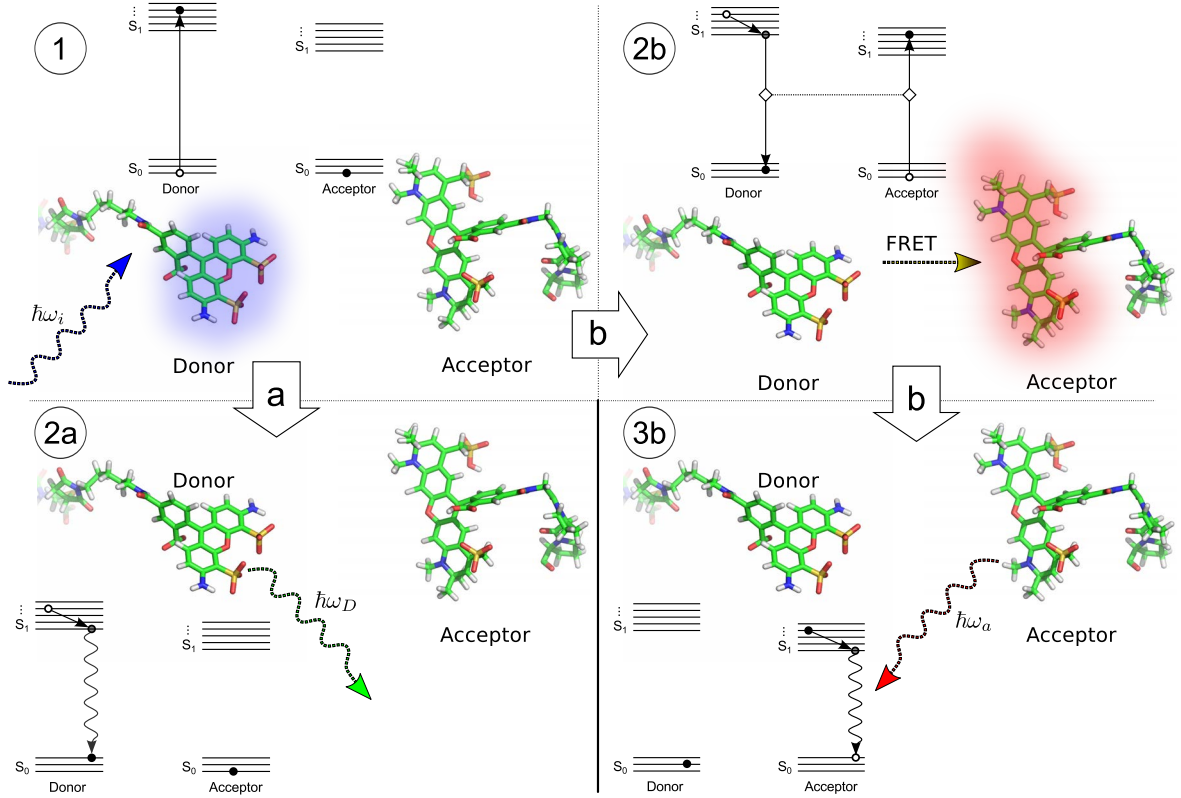 1
⋮
S₁
S₀
Donor
⋮
S₁
S₀
Acceptor
ħωᵢ
Donor
Acceptor
a
b
2b
⋮
S₁
S₀
Donor
⋮
S₁
S₀
Acceptor
FRET
Donor
Acceptor
b
2a
Donor
Acceptor
ħω_D
⋮
S₁
S₀
Donor
⋮
S₁
S₀
Acceptor
3b
Donor
Acceptor
ħωₐ
⋮
S₁
S₀
Donor
⋮
S₁
S₀
Acceptor